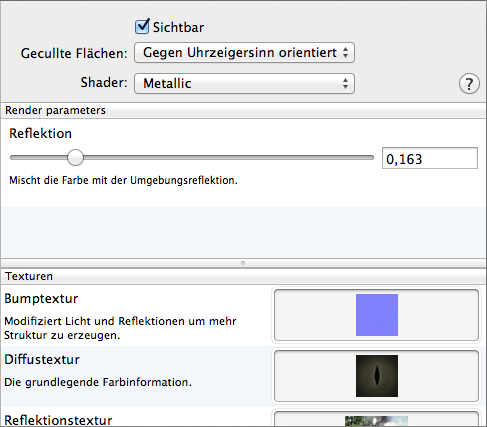 Sichtbar
Gecullte Flächen: Gegen Uhrzeigersinn orientiert
Shader: Metallic
?
Render parameters
Reflektion
0,163
Mischt die Farbe mit der Umgebungsreflektion.
Texturen
Bumptextur
Modifiziert Licht und Reflektionen um mehr
Struktur zu erzeugen.
Diffustextur
Die grundlegende Farbinformation.
Reflektionstextur